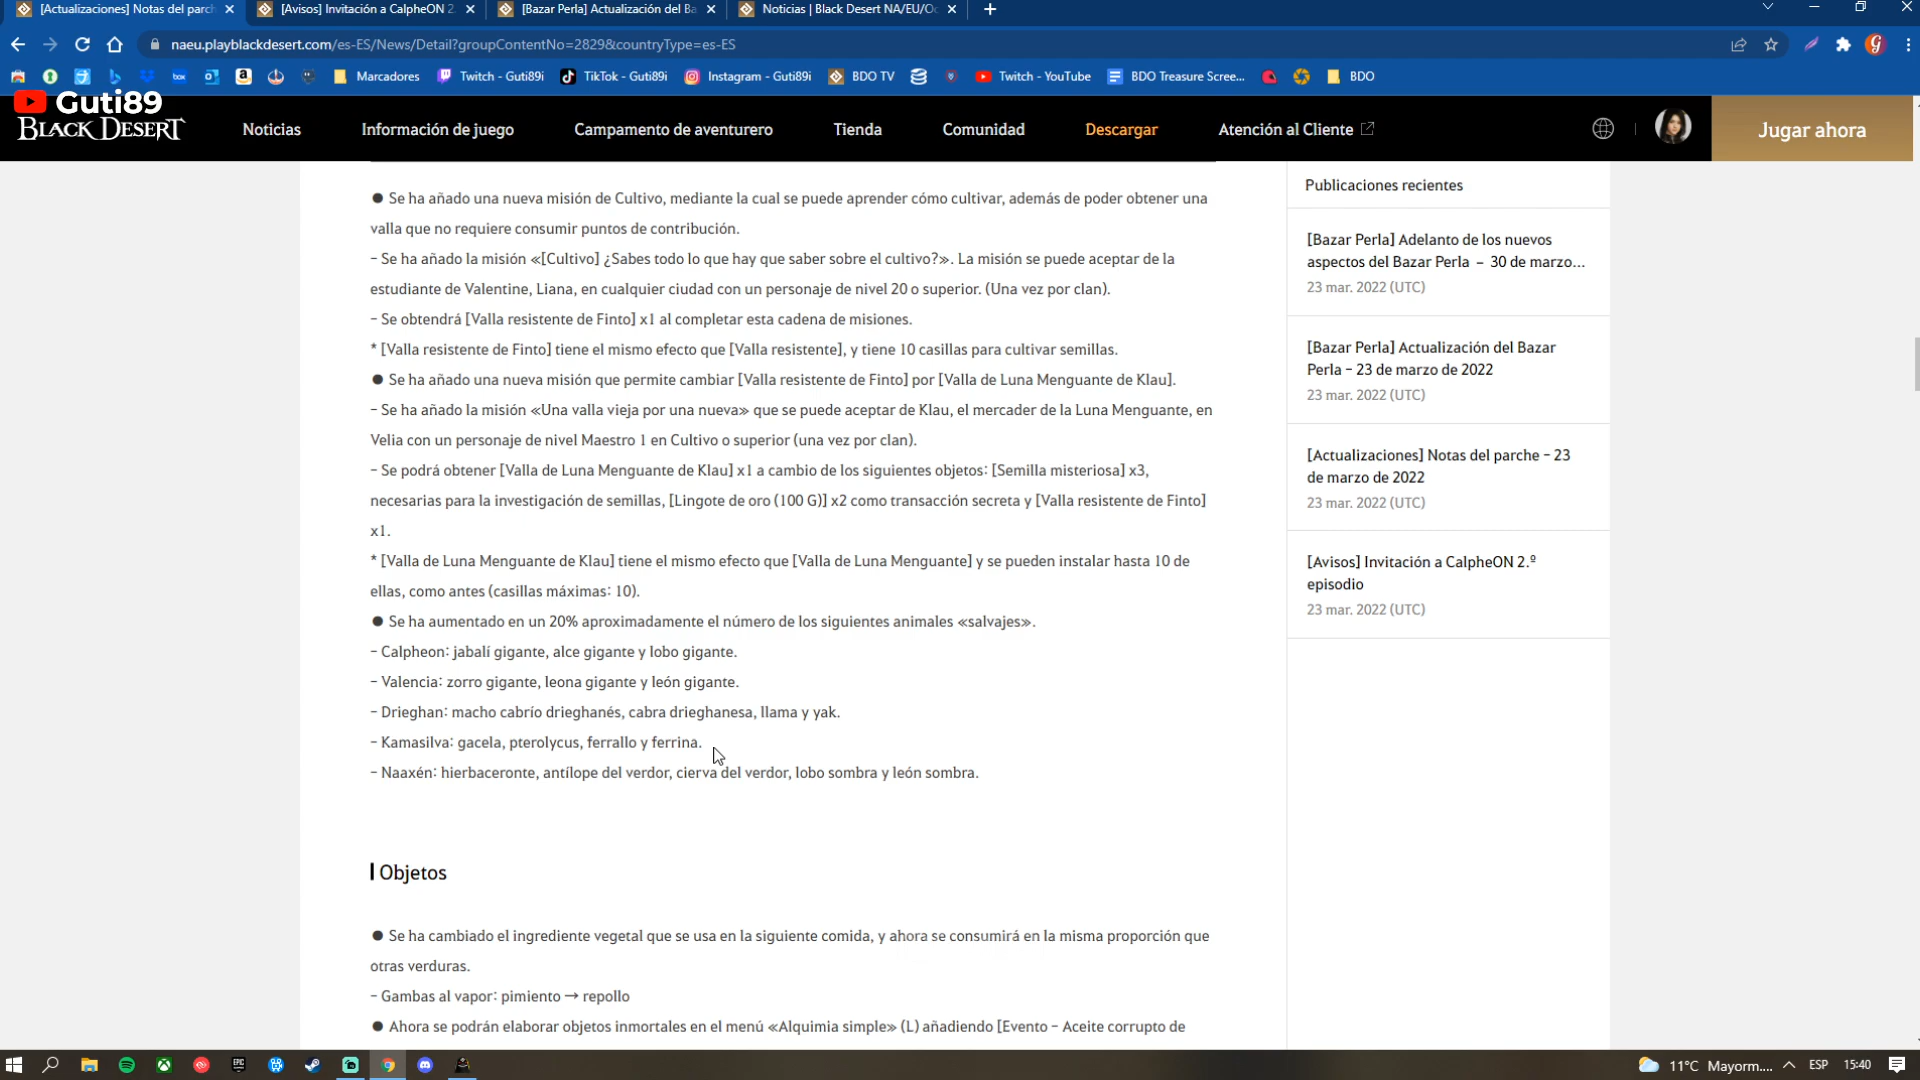 [Actualizaciones] Notas del parch
[Avisos] Invitación a CalpheON 2.
[Bazar Perla] Actualización del Ba
Noticias | Black Desert NA/EU/Oc
naeu.playblackdesert.com/es-ES/News/Detail?groupContentNo=2829&countryType=es-ES
Marcadores
Twitch - Guti89i
TikTok - Guti89i
Instagram - Guti89i
BDO TV
Twitch - YouTube
BDO Treasure Scree...
BDO
Guti89
BLACK DESERT
Noticias
Información de juego
Campamento de aventurero
Tienda
Comunidad
Descargar
Atención al Cliente
Jugar ahora
● Se ha añadido una nueva misión de Cultivo, mediante la cual se puede aprender cómo cultivar, además de poder obtener una
valla que no requiere consumir puntos de contribución.
- Se ha añadido la misión «[Cultivo] ¿Sabes todo lo que hay que saber sobre el cultivo?». La misión se puede aceptar de la
estudiante de Valentine, Liana, en cualquier ciudad con un personaje de nivel 20 o superior. (Una vez por clan).
- Se obtendrá [Valla resistente de Finto] x1 al completar esta cadena de misiones.
* [Valla resistente de Finto] tiene el mismo efecto que [Valla resistente], y tiene 10 casillas para cultivar semillas.
● Se ha añadido una nueva misión que permite cambiar [Valla resistente de Finto] por [Valla de Luna Menguante de Klau].
- Se ha añadido la misión «Una valla vieja por una nueva» que se puede aceptar de Klau, el mercader de la Luna Menguante, en
Velia con un personaje de nivel Maestro 1 en Cultivo o superior (una vez por clan).
- Se podrá obtener [Valla de Luna Menguante de Klau] x1 a cambio de los siguientes objetos: [Semilla misteriosa] x3,
necesarias para la investigación de semillas, [Lingote de oro (100 G)] x2 como transacción secreta y [Valla resistente de Finto]
x1.
* [Valla de Luna Menguante de Klau] tiene el mismo efecto que [Valla de Luna Menguante] y se pueden instalar hasta 10 de
ellas, como antes (casillas máximas: 10).
● Se ha aumentado en un 20% aproximadamente el número de los siguientes animales «salvajes».
- Calpheon: jabalí gigante, alce gigante y lobo gigante.
- Valencia: zorro gigante, leona gigante y león gigante.
- Drieghan: macho cabrío drieghanés, cabra drieghanesa, llama y yak.
- Kamasilva: gacela, pterolycus, ferrallo y ferrina.
- Naaxén: hierbaceronte, antílope del verdor, cierva del verdor, lobo sombra y león sombra.
Objetos
● Se ha cambiado el ingrediente vegetal que se usa en la siguiente comida, y ahora se consumirá en la misma proporción que
otras verduras.
- Gambas al vapor: pimiento → repollo
● Ahora se podrán elaborar objetos inmortales en el menú «Alquimia simple» (L) añadiendo [Evento - Aceite corrupto de
Publicaciones recientes
[Bazar Perla] Adelanto de los nuevos
aspectos del Bazar Perla – 30 de marzo...
23 mar. 2022 (UTC)
[Bazar Perla] Actualización del Bazar
Perla - 23 de marzo de 2022
23 mar. 2022 (UTC)
[Actualizaciones] Notas del parche - 23
de marzo de 2022
23 mar. 2022 (UTC)
[Avisos] Invitación a CalpheON 2.º
episodio
23 mar. 2022 (UTC)
11°C Mayorm....
ESP
15:40